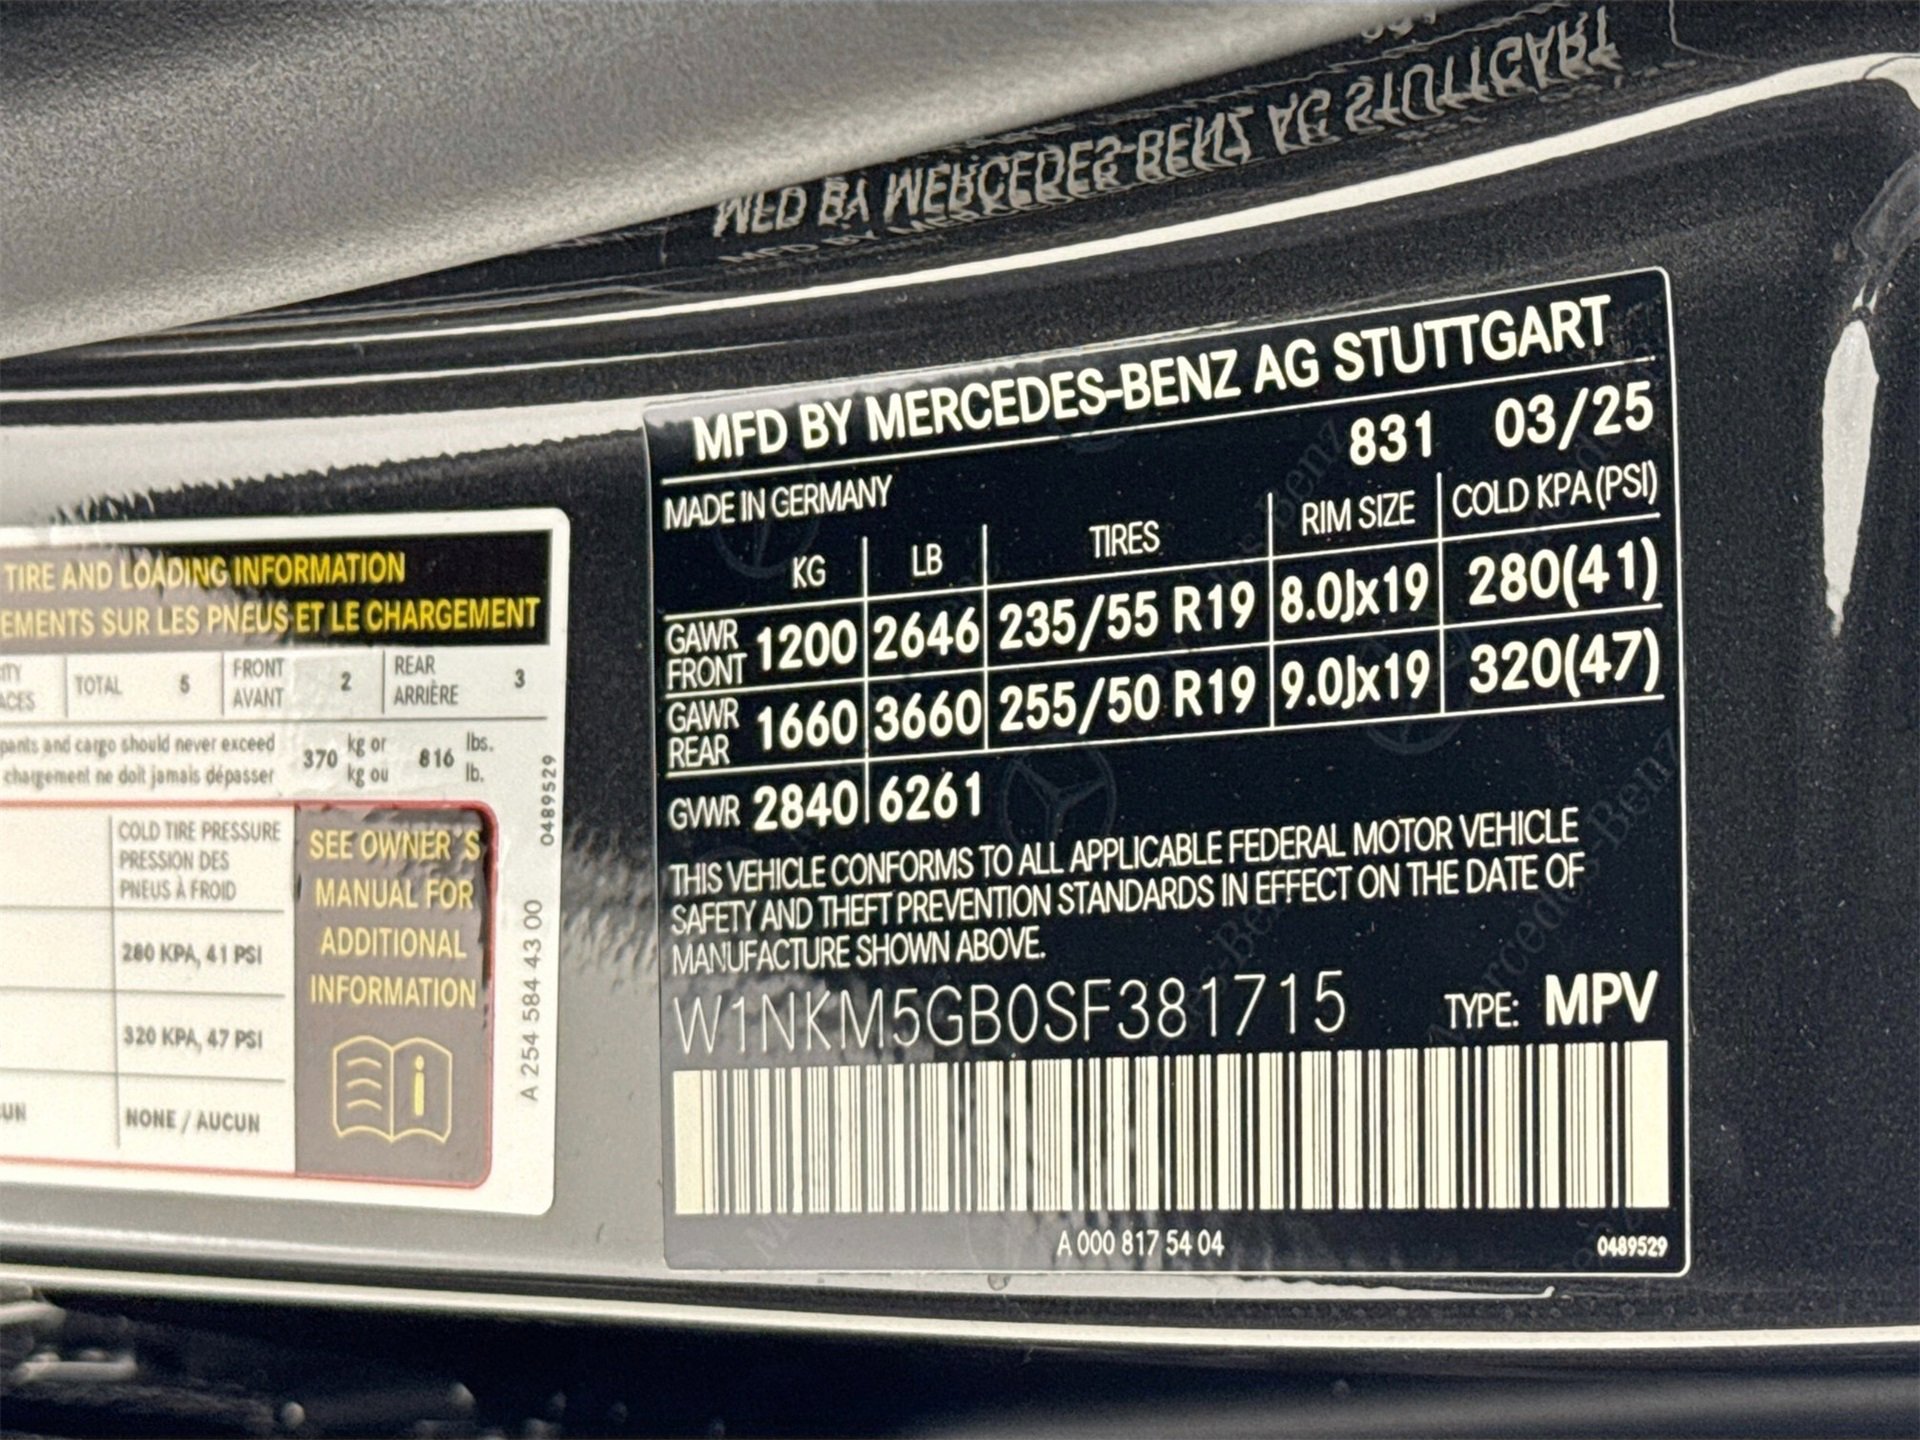 MFD BY MERCEDES-BENZ AG STUTTGART
MFD BY MERCEDES-BENZ AG STUTTGART
831 03/25
MADE IN GERMANY
KG LB TIRES RIM SIZE COLD KPA (PSI)
GAWR FRONT 1200 2646 235/55 R19 8.0Jx19 280(41)
GAWR REAR 1660 3660 255/50 R19 9.0Jx19 320(47)
GVWR 2840 6261
THIS VEHICLE CONFORMS TO ALL APPLICABLE FEDERAL MOTOR VEHICLE
SAFETY AND THEFT PREVENTION STANDARDS IN EFFECT ON THE DATE OF
MANUFACTURE SHOWN ABOVE.
W1NKM5GB0SF381715 TYPE: MPV
A 000 817 54 04 0489529
TIRE AND LOADING INFORMATION
SUR LES PNEUS ET LE CHARGEMENT
TOTAL 5 FRONT AVANT 2 REAR ARRIÈRE 3
and cargo should never exceed 370 kg or 816 lbs.
chargement ne doit jamais dépasser kg ou lb.
COLD TIRE PRESSURE
PRESSION DES
PNEUS À FROID
280 KPA, 41 PSI
320 KPA, 47 PSI
NONE / AUCUN
SEE OWNER´S
MANUAL FOR
ADDITIONAL
INFORMATION
A 254 584 43 00 0489529